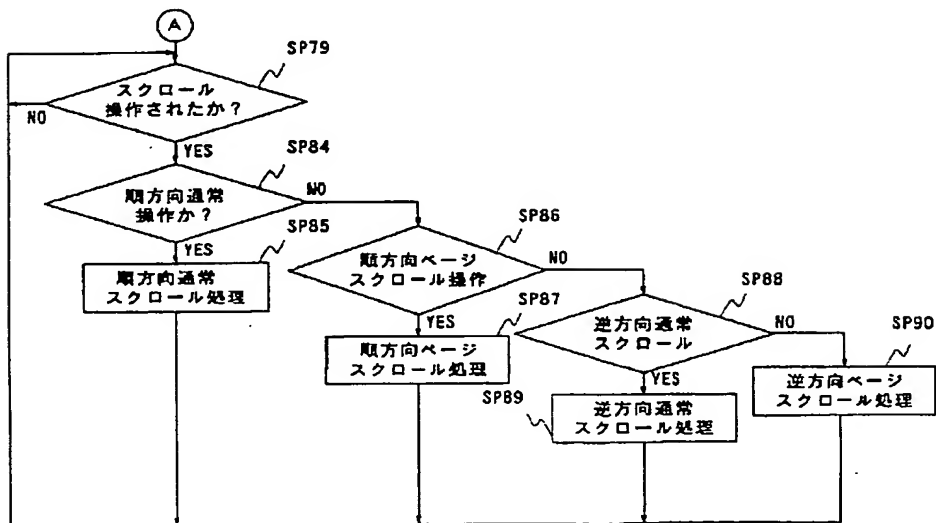 A
SP79
スクロール
操作されたか?
NO
YES
SP84
順方向通常
操作か?
NO
YES
SP85
順方向通常
スクロール処理
SP86
順方向ページ
スクロール操作
NO
YES
SP87
順方向ページ
スクロール処理
SP88
逆方向通常
スクロール
NO
YES
SP89
逆方向通常
スクロール処理
SP90
逆方向ページ
スクロール処理